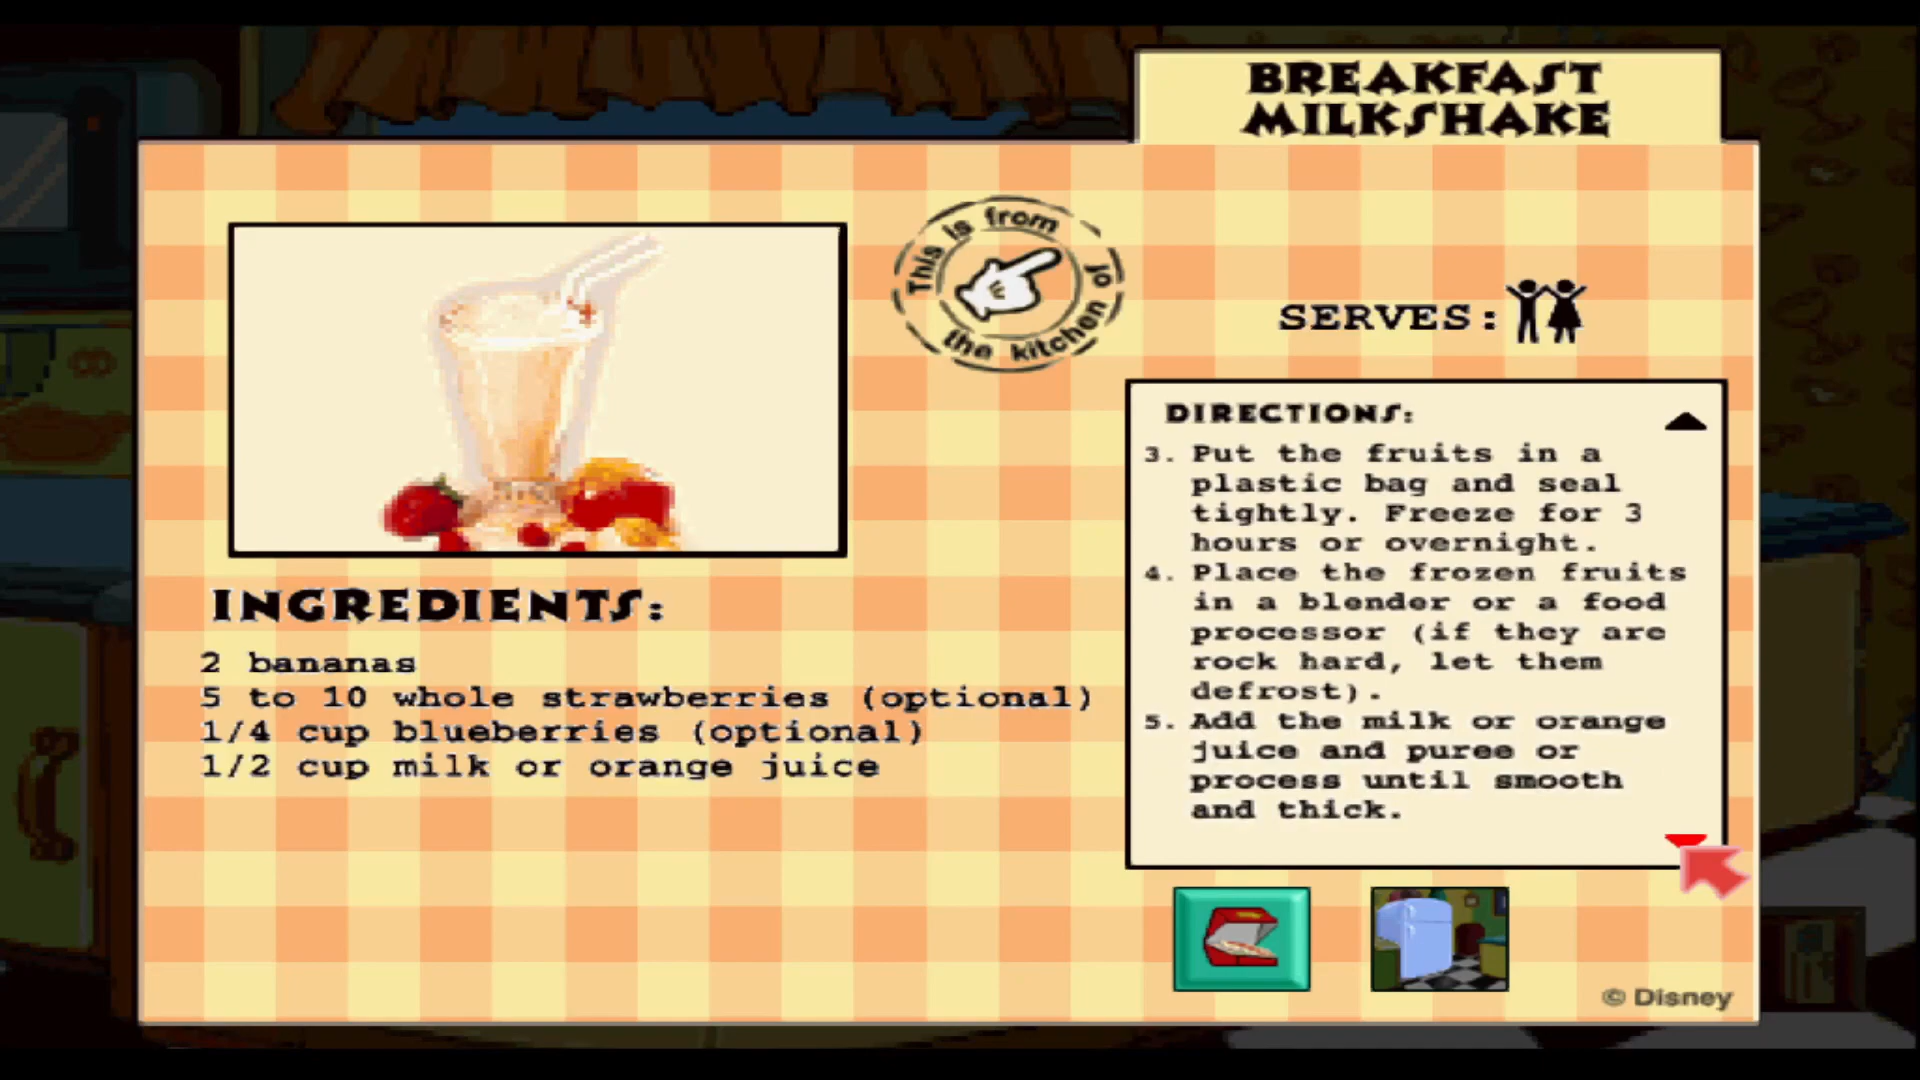 BREAKFAST
MILKSHAKE
This is from
the kitchen of
SERVES:
INGREDIENTS:
2 bananas
5 to 10 whole strawberries (optional)
1/4 cup blueberries (optional)
1/2 cup milk or orange juice
DIRECTIONS:
3. Put the fruits in a
plastic bag and seal
tightly. Freeze for 3
hours or overnight.
4. Place the frozen fruits
in a blender or a food
processor (if they are
rock hard, let them
defrost).
5. Add the milk or orange
juice and puree or
process until smooth
and thick.
© Disney